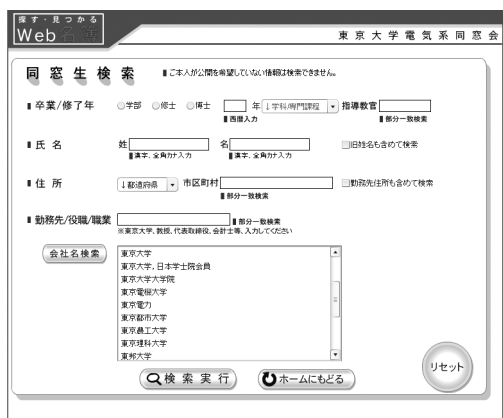 探す・見つかる
Web名簿
東京大学電気系同窓会
同窓生検索
■ご本人が公開を希望していない情報は検索できません。
■卒業/修了年 ○学部 ○修士 ○博士 年 ↓学科/専門課程 指導教官
■西暦入力 ■部分一致検索
■氏 名 姓 名 □旧姓名も含めて検索
■漢字、全角カナ入力 ■漢字、全角カナ入力
■住 所 ↓都道府県 市区町村 □勤務先住所も含めて検索
■部分一致検索
■勤務先/役職/職業 ■部分一致検索
※東京大学、教授、代表取締役、会計士等、入力してください
会社名検索
東京大学
東京大学, 日本学士院会員
東京大学大学院
東京電機大学
東京電力
東京都市大学
東京農工大学
東京理科大学
東邦大学
検索実行 ホームにもどる
リセット